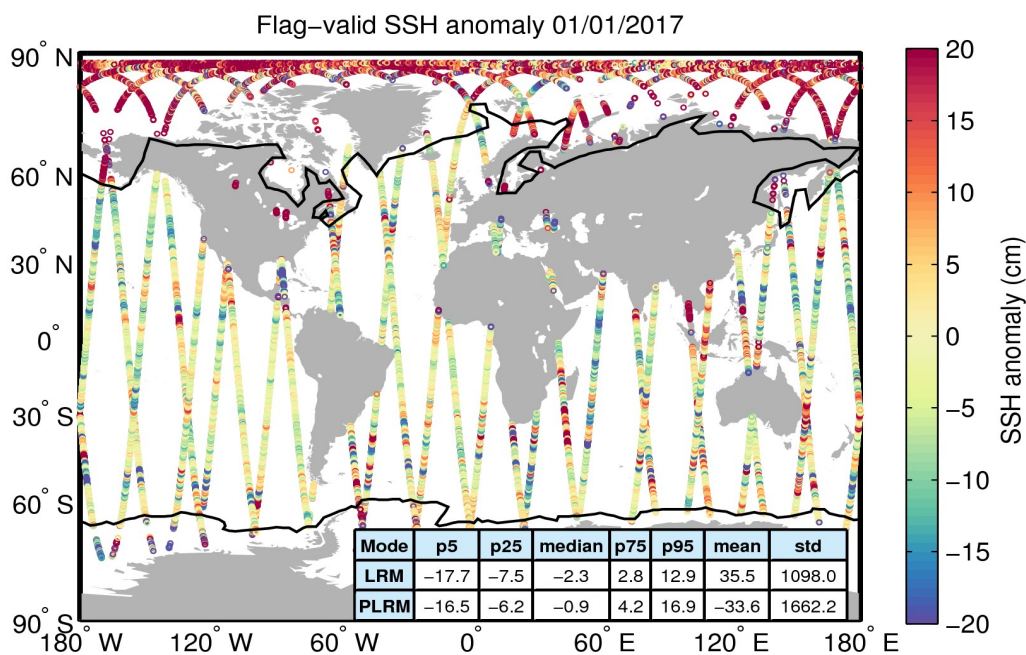 Flag−valid SSH anomaly 01/01/2017
90° N
60° N
30° N
0°
30° S
60° S
90° S
180° W
120° W
60° W
0°
60° E
120° E
180° E
20
15
10
5
0
−5
−10
−15
−20
SSH anomaly (cm)
Mode p5 p25 median p75 p95 mean std
LRM −17.7 −7.5 −2.3 2.8 12.9 35.5 1098.0
PLRM −16.5 −6.2 −0.9 4.2 16.9 −33.6 1662.2